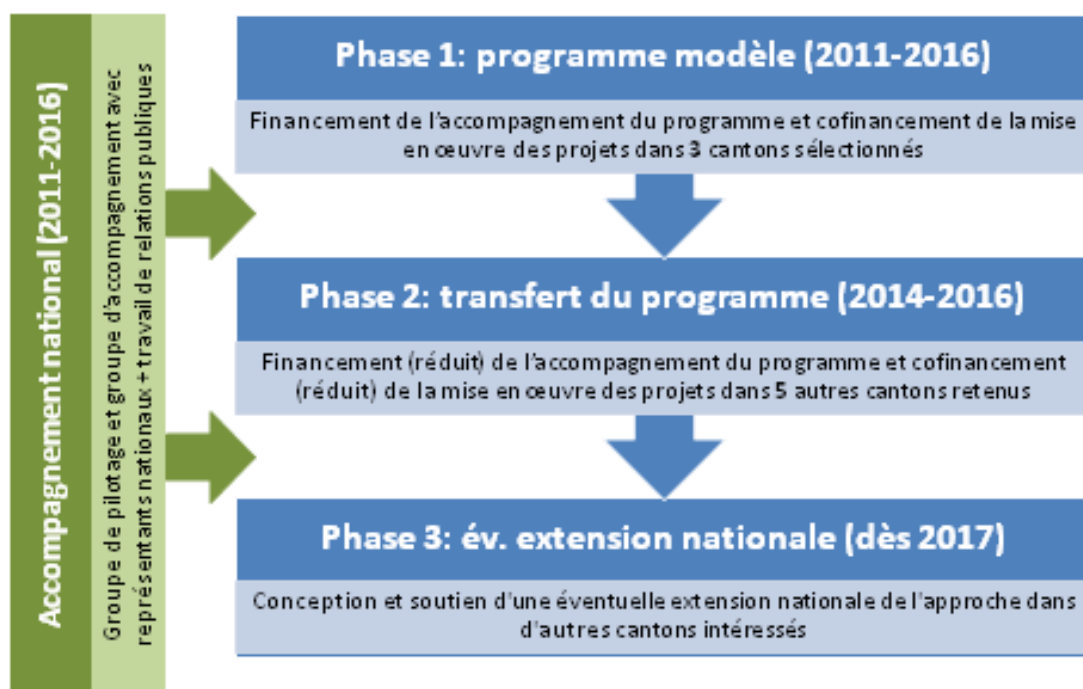 Accompagnement national (2011-2016)
Groupe de pilotage et groupe d'accompagnement avec
représentants nationaux + travail de relations publiques
Phase 1: programme modèle (2011-2016)
Financement de l'accompagnement du programme et cofinancement de la mise
en œuvre des projets dans 3 cantons sélectionnés
Phase 2: transfert du programme (2014-2016)
Financement (réduit) de l'accompagnement du programme et cofinancement
(réduit) de la mise en œuvre des projets dans 5 autres cantons retenus
Phase 3: év. extension nationale (dès 2017)
Conception et soutien d'une éventuelle extension nationale de l'approche dans
d'autres cantons intéressés